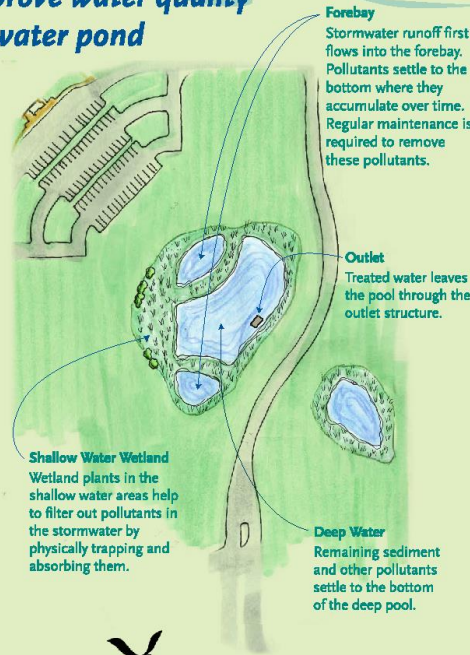 water quality
water pond
Forebay
Stormwater runoff first
flows into the forebay.
Pollutants settle to the
bottom where they
accumulate over time.
Regular maintenance is
required to remove
these pollutants.
Outlet
Treated water leaves
the pool through the
outlet structure.
Shallow Water Wetland
Wetland plants in the
shallow water areas help
to filter out pollutants in
the stormwater by
physically trapping and
absorbing them.
Deep Water
Remaining sediment
and other pollutants
settle to the bottom
of the deep pool.